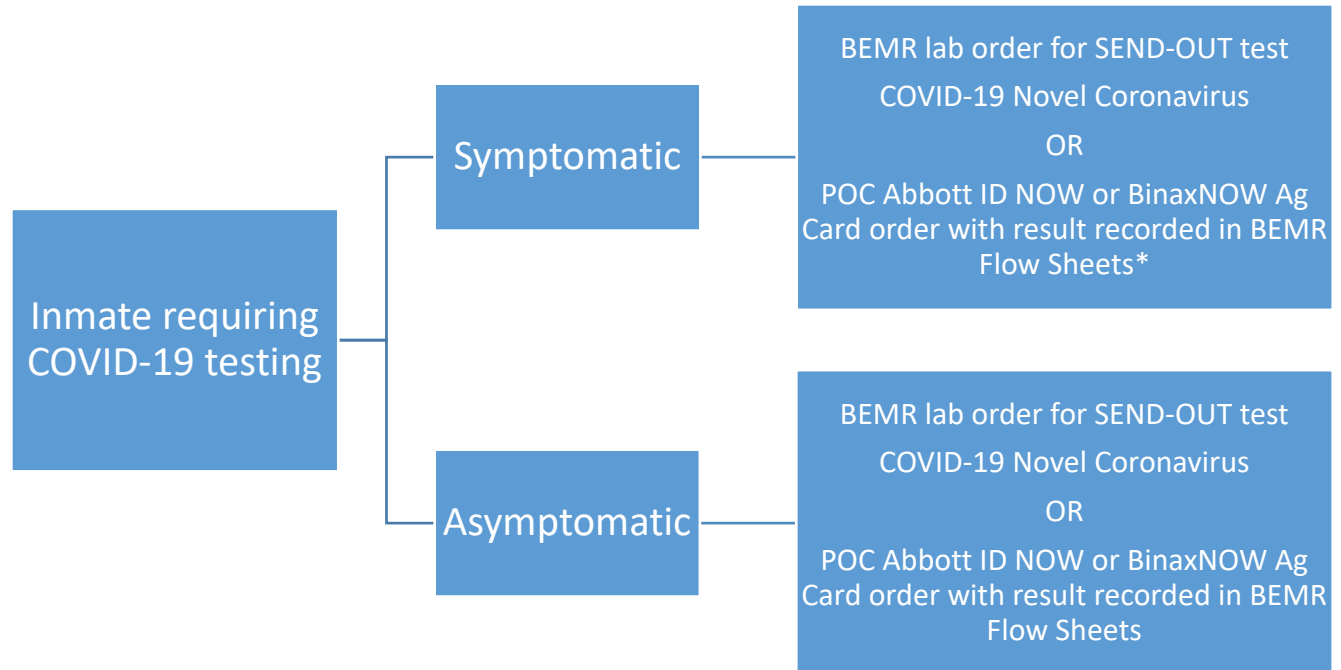 Inmate requiring
COVID-19 testing
Symptomatic
BEMR lab order for SEND-OUT test
COVID-19 Novel Coronavirus
OR
POC Abbott ID NOW or BinaxNOW Ag
Card order with result recorded in BEMR
Flow Sheets*
Asymptomatic
BEMR lab order for SEND-OUT test
COVID-19 Novel Coronavirus
OR
POC Abbott ID NOW or BinaxNOW Ag
Card order with result recorded in BEMR
Flow Sheets